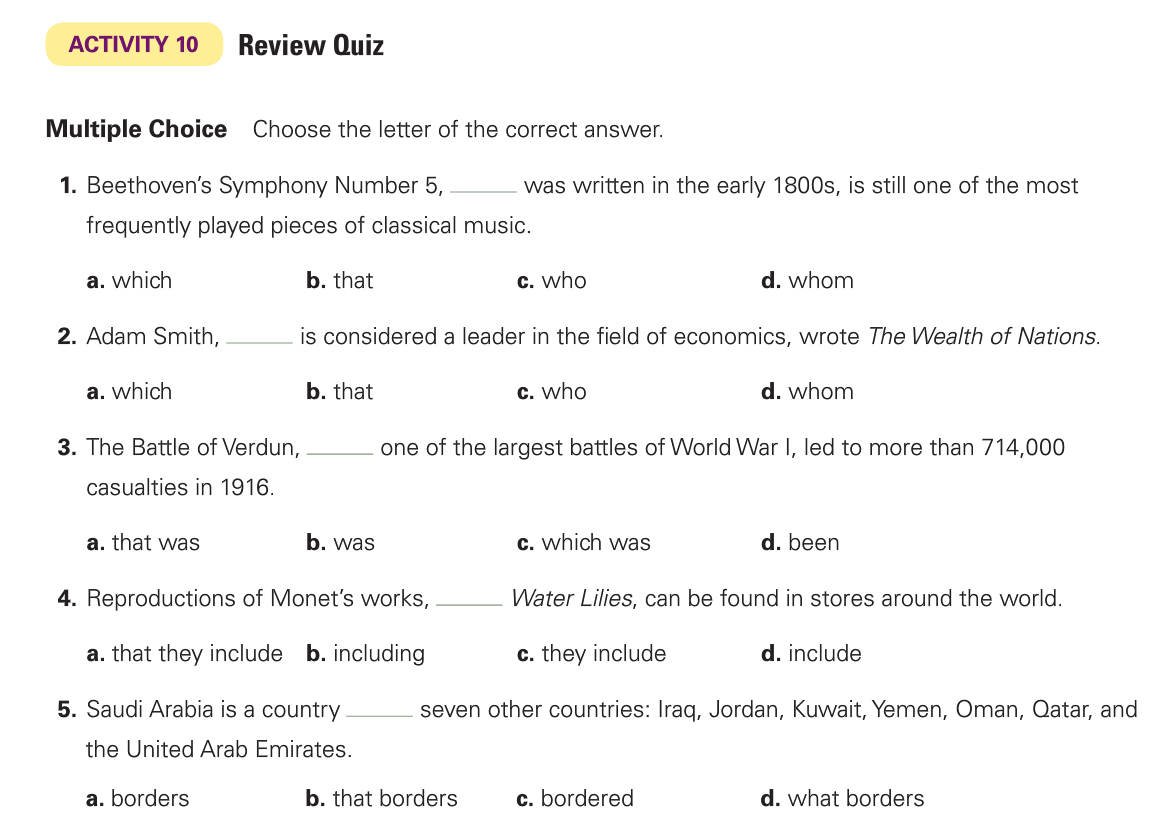 ACTIVITY 10 Review Quiz
Multiple Choice Choose the letter of the correct answer.
1. Beethoven’s Symphony Number 5, ______ was written in the early 1800s, is still one of the most
frequently played pieces of classical music.
a. which b. that c. who d. whom
2. Adam Smith, ______ is considered a leader in the field of economics, wrote The Wealth of Nations.
a. which b. that c. who d. whom
3. The Battle of Verdun, ______ one of the largest battles of World War I, led to more than 714,000
casualties in 1916.
a. that was b. was c. which was d. been
4. Reproductions of Monet’s works, ______ Water Lilies, can be found in stores around the world.
a. that they include b. including c. they include d. include
5. Saudi Arabia is a country ______ seven other countries: Iraq, Jordan, Kuwait, Yemen, Oman, Qatar, and
the United Arab Emirates.
a. borders b. that borders c. bordered d. what borders